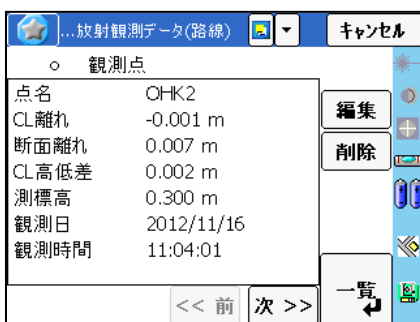 ...放射観測データ(路線)
キャンセル
○ 観測点
点名 OHK2
CL離れ -0.001 m
断面離れ 0.007 m
CL高低差 0.002 m
測標高 0.300 m
観測日 2012/11/16
観測時間 11:04:01
編集
削除
<< 前
次 >>
一覧